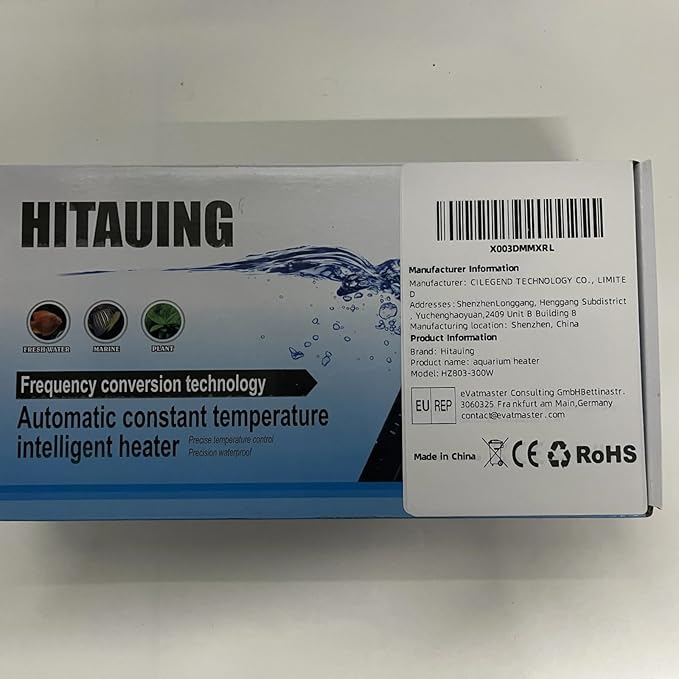 HITAUING
FRESH WATER
MARINE
PLANT
Frequency conversion technology
Automatic constant temperature
intelligent heater
Precise temperature control
Precision waterproof
X003DMMXRL
Manufacturer Information
Manufacturer: CILEGEND TECHNOLOGY CO., LIMITE
D
Addresses:ShenzhenLonggang, Henggang Subdistrict
, Yuchenghaoyuan,2409 Unit B Building B
Manufacturing location: Shenzhen, China
Product Information
Brand: Hitauing
Product name: aquarium heater
Model: HZ803-300W
EU REP
eVatmaster Consulting GmbHBettinastr.
3060325 Frankfurt am Main,Germany
contact@evatmaster.com
Made in China CE RoHS